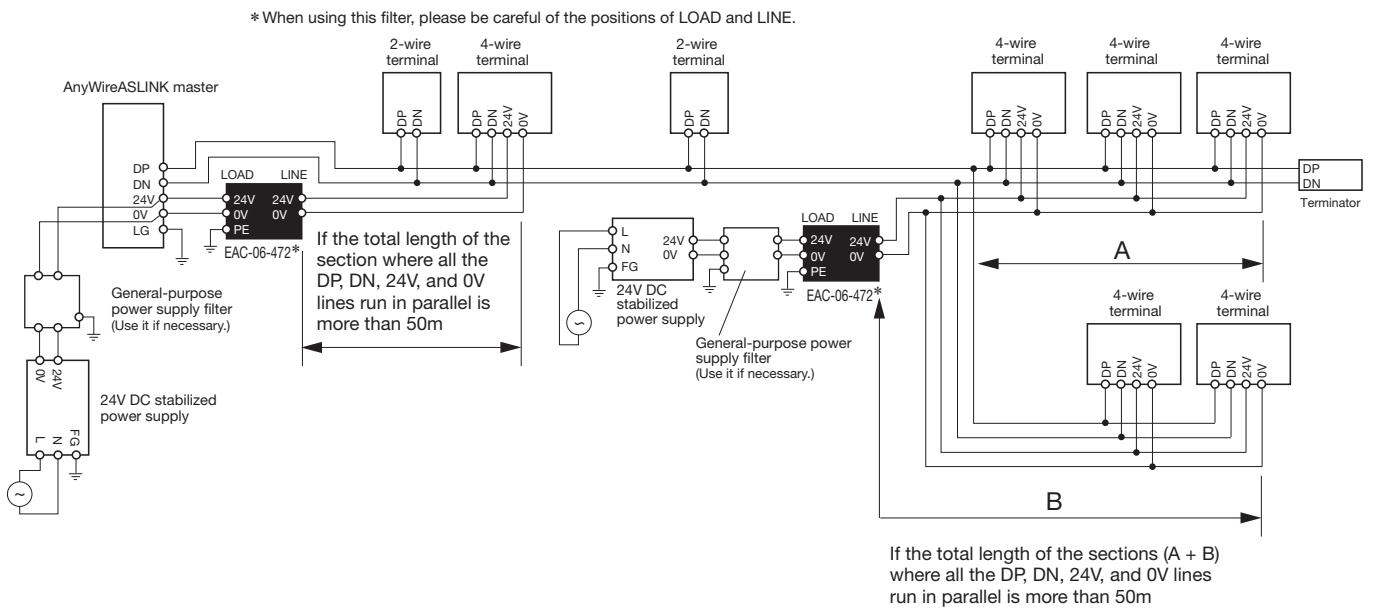 *When using this filter, please be careful of the positions of LOAD and LINE.
2-wire
terminal
4-wire
terminal
2-wire
terminal
4-wire
terminal
4-wire
terminal
4-wire
terminal
AnyWireASLINK master
DP
DN
DP
DN
24V
0V
DP
DN
DP
DN
24V
0V
DP
DN
24V
0V
DP
DN
24V
0V
DP
DN
24V
0V
LG
LOAD
LINE
24V
24V
0V
0V
PE
EAC-06-472*
DP
DN
Terminator
If the total length of the
section where all the
DP, DN, 24V, and 0V
lines run in parallel is
more than 50m
L
N
FG
24V
0V
24V DC
stabilized
power supply
LOAD
LINE
24V
24V
0V
0V
PE
EAC-06-472*
General-purpose power
supply filter
(Use it if necessary.)
A
General-purpose
power supply filter
(Use it if necessary.)
0V
24V
24V DC stabilized
power supply
L
N
FG
~
~
4-wire
terminal
4-wire
terminal
DP
DN
24V
0V
DP
DN
24V
0V
B
If the total length of the sections (A + B)
where all the DP, DN, 24V, and 0V lines
run in parallel is more than 50m